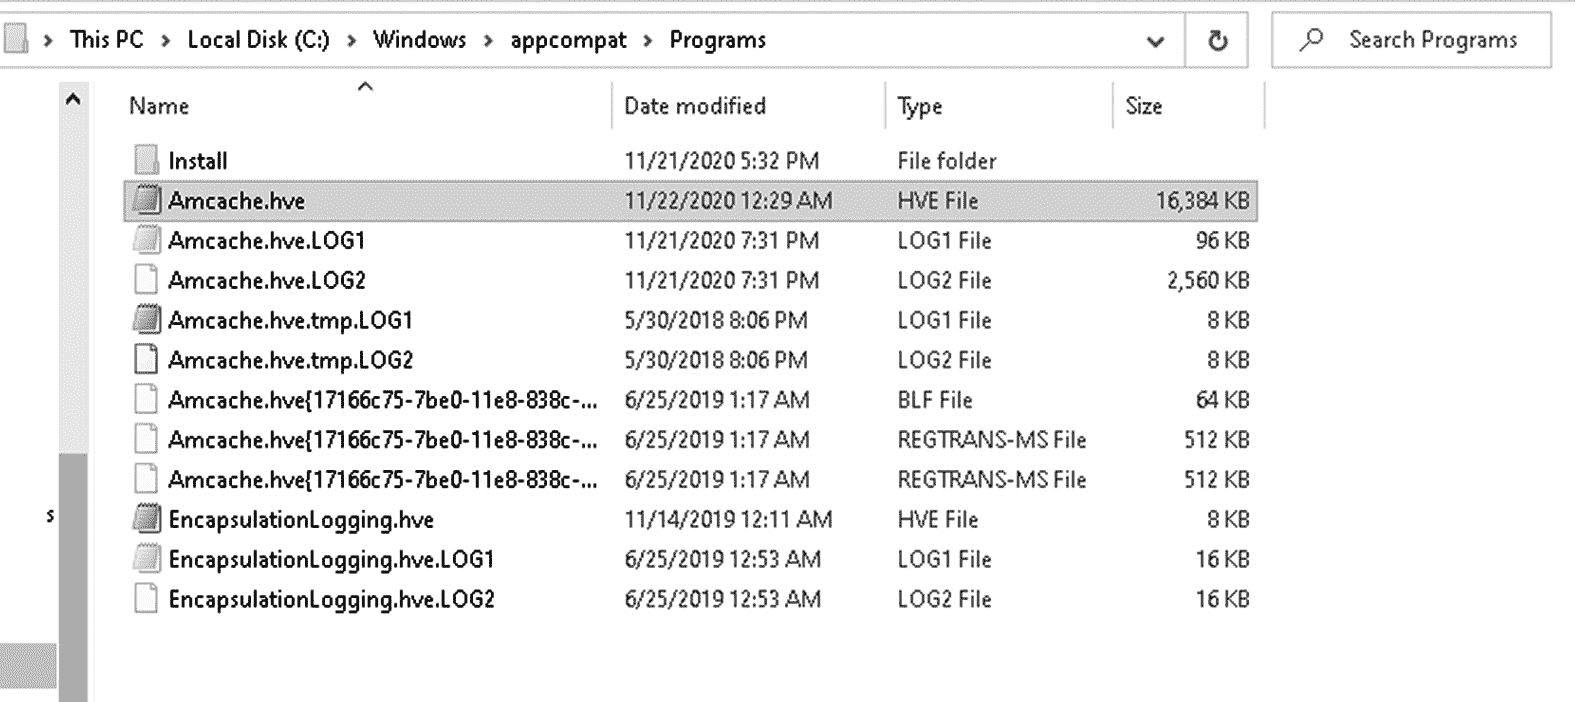 This PC > Local Disk (C:) > Windows > appcompat > Programs Search Programs
Name Date modified Type Size
Install 11/21/2020 5:32 PM File folder
Amcache.hve 11/22/2020 12:29 AM HVE File 16,384 KB
Amcache.hve.LOG1 11/21/2020 7:31 PM LOG1 File 96 KB
Amcache.hve.LOG2 11/21/2020 7:31 PM LOG2 File 2,560 KB
Amcache.hve.tmp.LOG1 5/30/2018 8:06 PM LOG1 File 8 KB
Amcache.hve.tmp.LOG2 5/30/2018 8:06 PM LOG2 File 8 KB
Amcache.hve{17166c75-7be0-11e8-838c-... 6/25/2019 1:17 AM BLF File 64 KB
Amcache.hve{17166c75-7be0-11e8-838c-... 6/25/2019 1:17 AM REGTRANS-MS File 512 KB
Amcache.hve{17166c75-7be0-11e8-838c-... 6/25/2019 1:17 AM REGTRANS-MS File 512 KB
s EncapsulationLogging.hve 11/14/2019 12:11 AM HVE File 8 KB
EncapsulationLogging.hve.LOG1 6/25/2019 12:53 AM LOG1 File 16 KB
EncapsulationLogging.hve.LOG2 6/25/2019 12:53 AM LOG2 File 16 KB